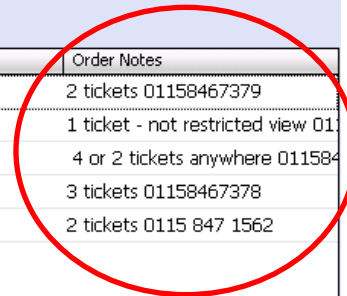 Order Notes
2 tickets 01158467379
1 ticket - not restricted view 01
4 or 2 tickets anywhere 011584
3 tickets 01158467378
2 tickets 0115 847 1562